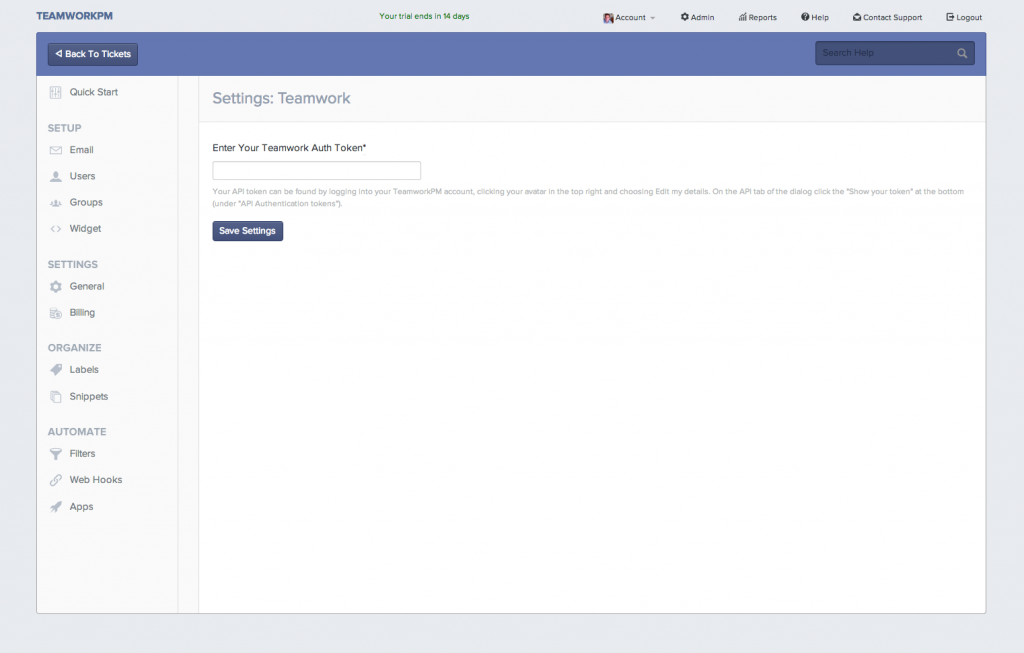 TEAMWORKPM
Your trial ends in 14 days
Account
Admin
Reports
Help
Contact Support
Logout
Back To Tickets
Search Help
Quick Start
SETUP
Email
Users
Groups
Widget
SETTINGS
General
Billing
ORGANIZE
Labels
Snippets
AUTOMATE
Filters
Web Hooks
Apps
Settings: Teamwork
Enter Your Teamwork Auth Token*
Your API token can be found by logging into your TeamworkPM account, clicking your avatar in the top right and choosing Edit my details. On the API tab of the dialog click the "Show your token" at the bottom
(under "API Authentication tokens").
Save Settings